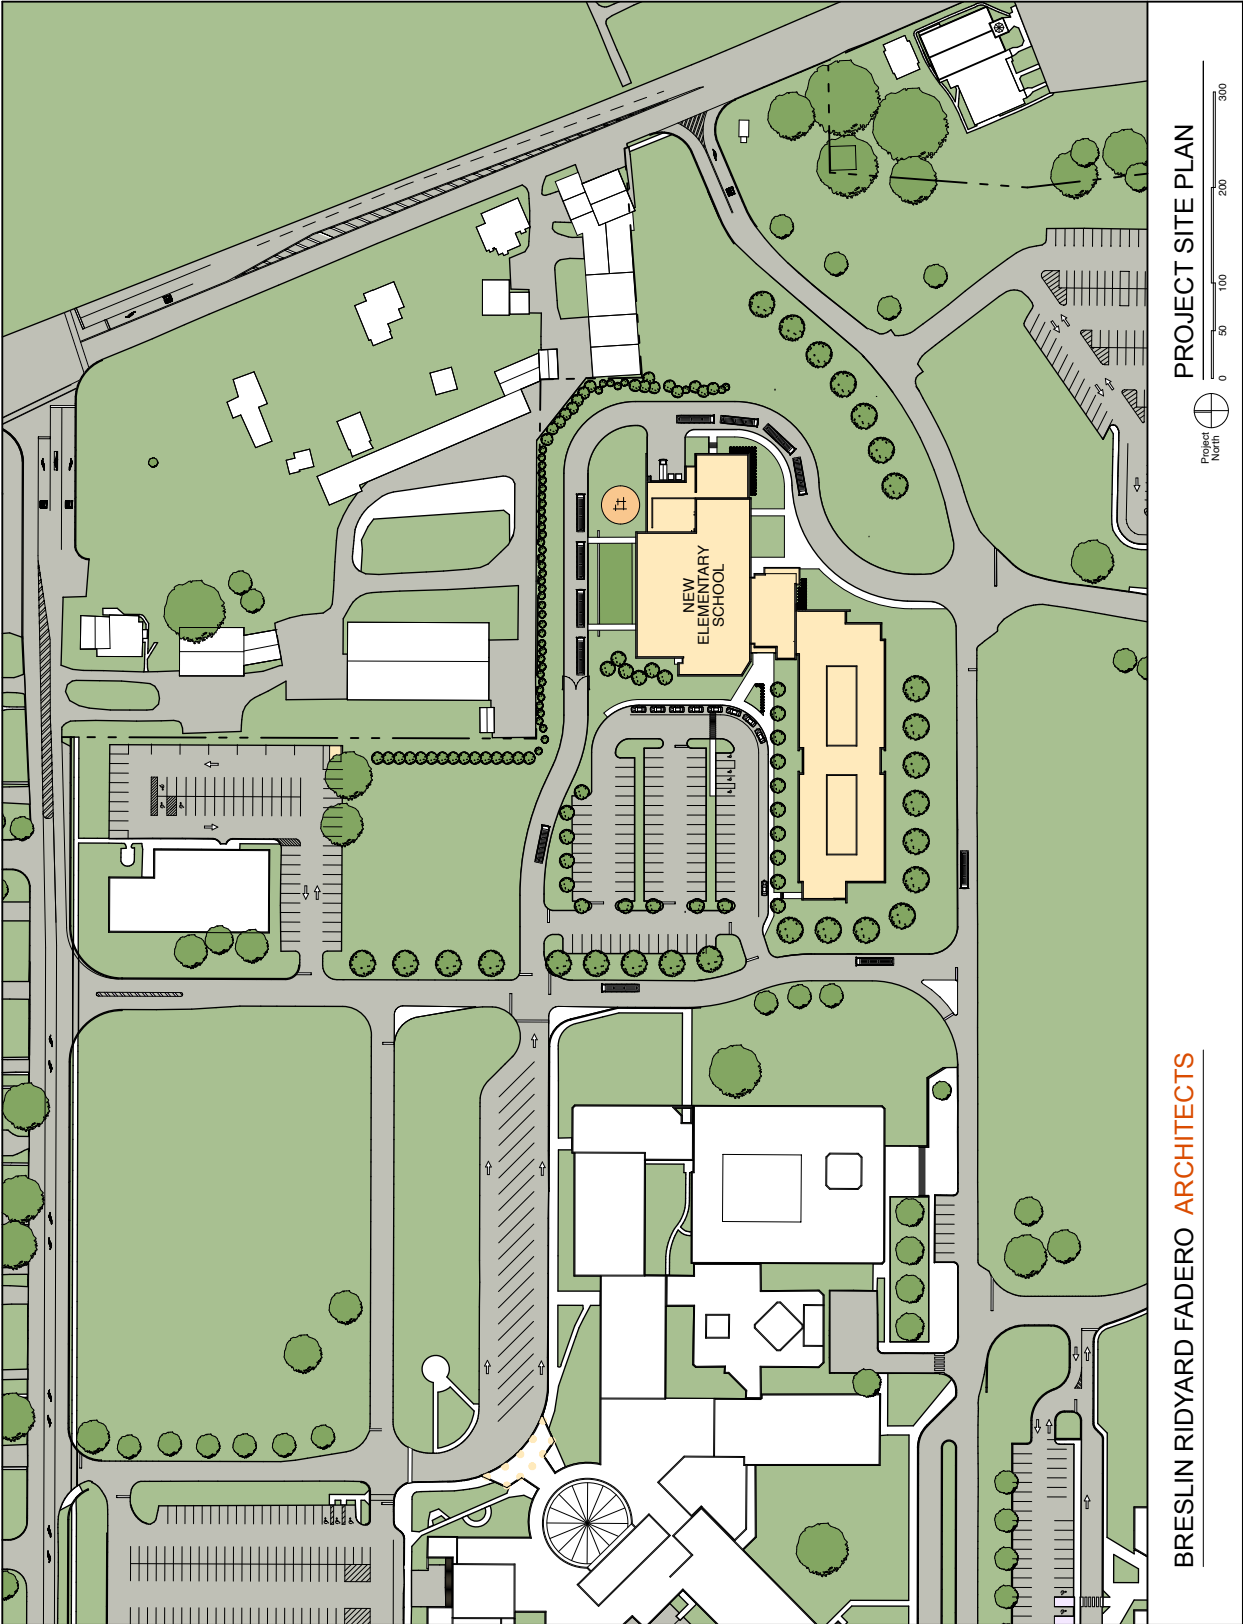 NEW
ELEMENTARY
SCHOOL
BRESLIN RIDYARD FADERO ARCHITECTS
Project
North
PROJECT SITE PLAN
0 50 100 200 300